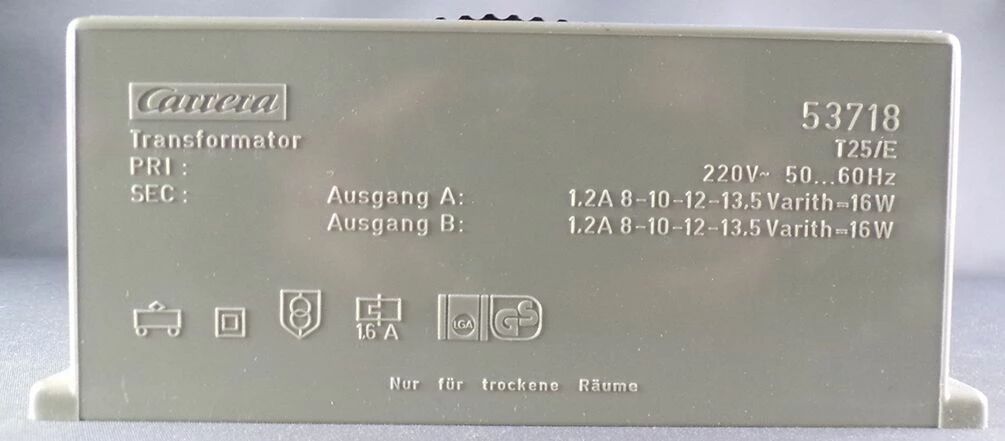 Carrera
53718
Transformator
T25/E
PRI : 220V~ 50...60Hz
SEC : Ausgang A: 1,2A 8-10-12-13,5 Varith=16W
Ausgang B: 1,2A 8-10-12-13,5 Varith=16W
1,6 A
LGA
GS
Nur für trockene Räume